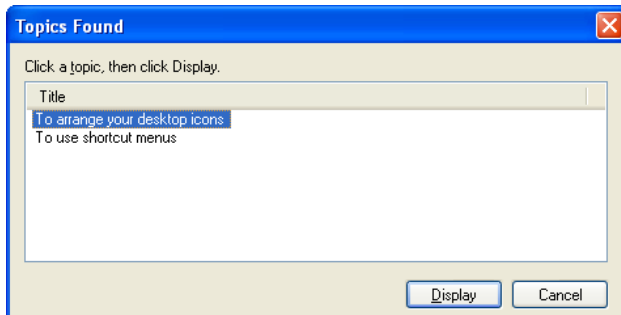 Topics Found
Click a topic, then click Display.
Title
To arrange your desktop icons
To use shortcut menus
Display Cancel